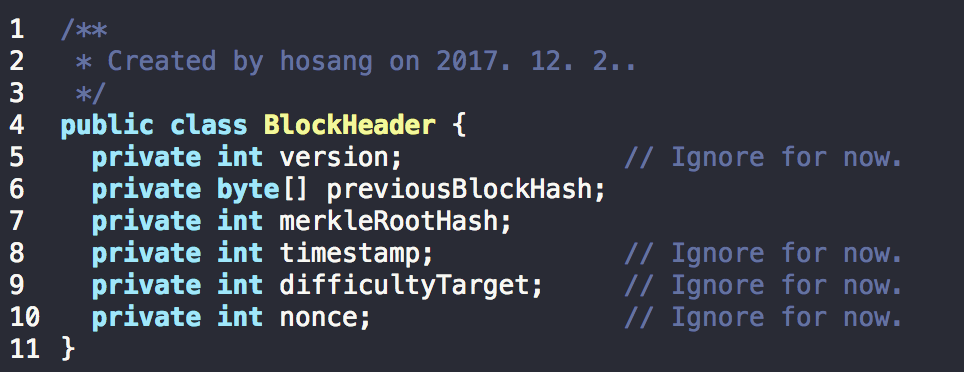 1 /**
2  * Created by hosang on 2017. 12. 2..
3  */
4 public class BlockHeader {
5   private int version;              // Ignore for now.
6   private byte[] previousBlockHash;
7   private int merkleRootHash;
8   private int timestamp;            // Ignore for now.
9   private int difficultyTarget;     // Ignore for now.
10   private int nonce;                // Ignore for now.
11 }